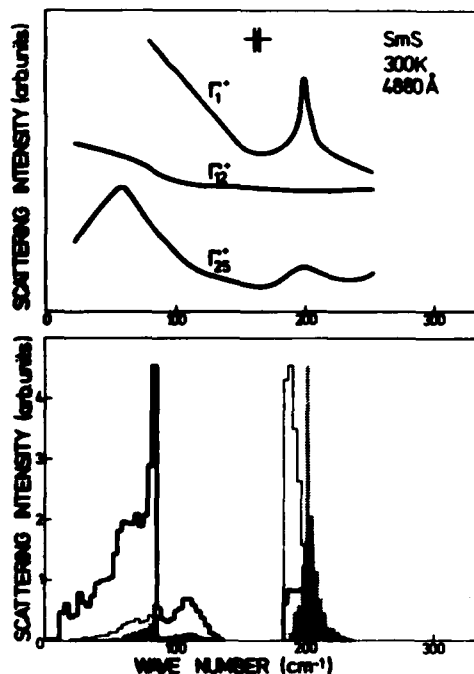 SmS
300K
4880 Å
Γ₁⁺
Γ₁₂⁺
Γ₂₅'⁺
SCATTERING INTENSITY (arb.units)
100
200
300
SCATTERING INTENSITY (arb.units)
4
3
2
1
0
100
200
300
WAVE NUMBER (cm⁻¹)